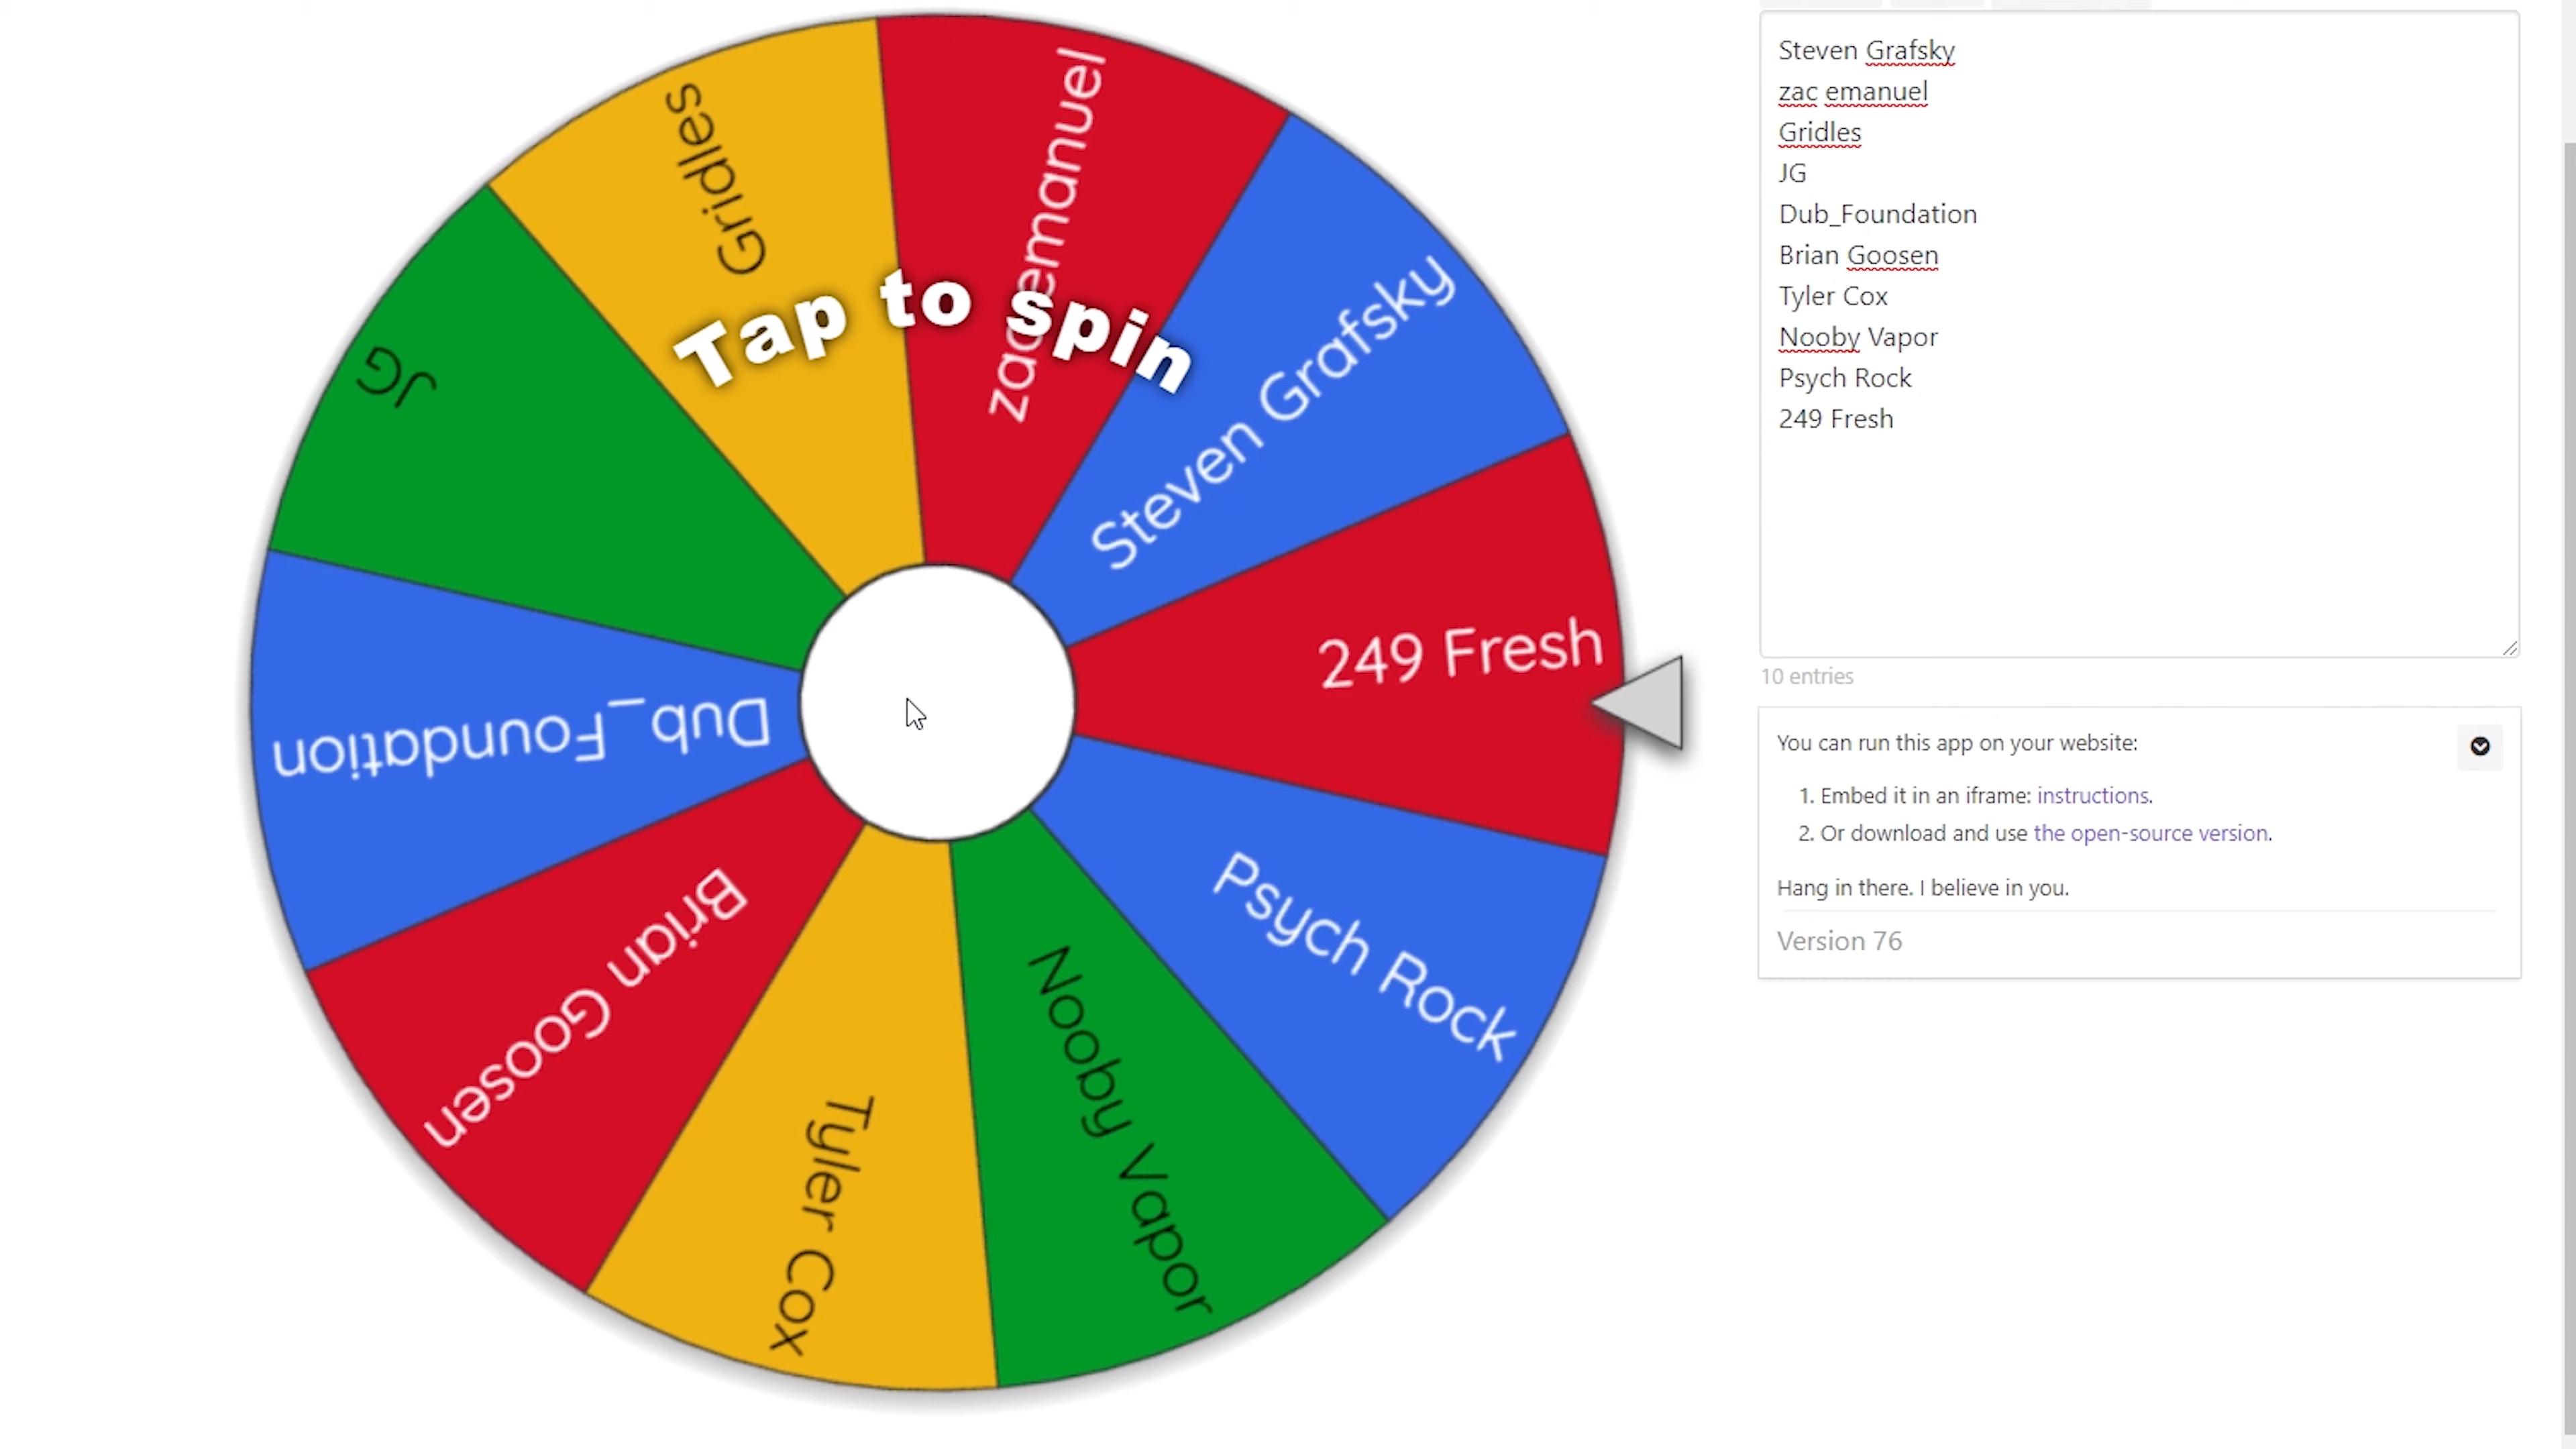 Gridles
zac emanuel
Tap to spin
Steven Grafsky
JG
249 Fresh
Dub_Foundation
Psych Rock
Brian Goosen
Nooby Vapor
Tyler Cox
Steven Grafsky
zac emanuel
Gridles
JG
Dub_Foundation
Brian Goosen
Tyler Cox
Nooby Vapor
Psych Rock
249 Fresh
10 entries
You can run this app on your website:
1. Embed it in an iframe: instructions.
2. Or download and use the open-source version.
Hang in there. I believe in you.
Version 76